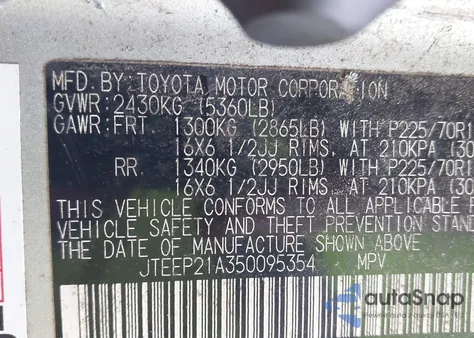 MFD. BY: TOYOTA MOTOR CORPORATION
GVWR: 2430KG (5360LB)
GAWR: FRT 1300KG (2865LB) WITH P225/70R1
16X6 1/2JJ RIMS, AT 210KPA (30
RR. 1340KG (2950LB) WITH P225/70R1
16X6 1/2JJ RIMS, AT 210KPA (30
THIS VEHICLE CONFORMS TO ALL APPLICABLE F
VEHICLE SAFETY AND THEFT PREVENTION STAND
THE DATE OF MANUFACTURE SHOWN ABOVE
JTEEP21A350095354 MPV
autoSnap